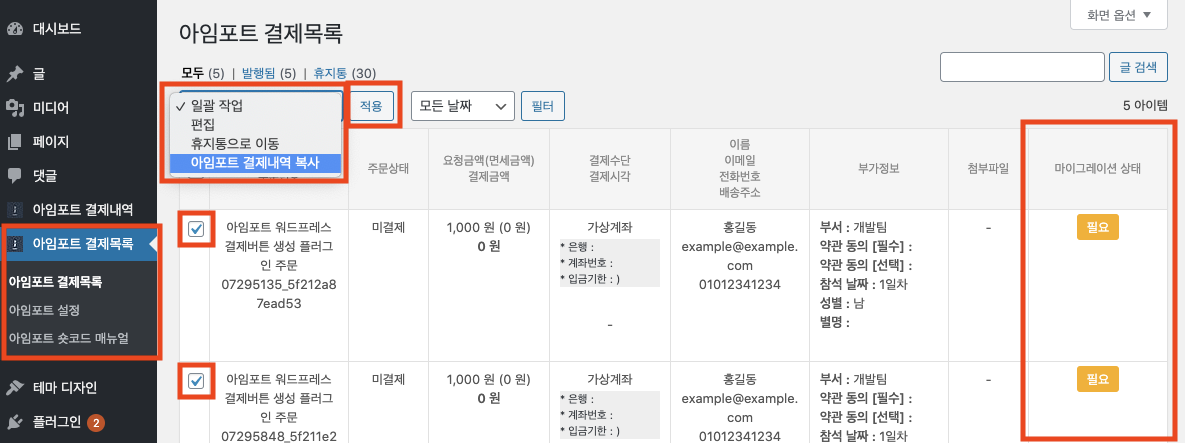 대시보드
글
미디어
페이지
댓글
아임포트 결제내역
아임포트 결제목록
아임포트 결제목록
아임포트 설정
아임포트 숏코드 매뉴얼
테마 디자인
플러그인 2
화면 옵션 ▼
아임포트 결제목록
모두 (5) | 발행됨 (5) | 휴지통 (30)
글 검색
✓ 일괄 작업
편집
휴지통으로 이동
아임포트 결제내역 복사
적용
모든 날짜
필터
5 아이템
주문상태
요청금액(면세금액)
결제금액
결제수단
결제시각
이름
이메일
전화번호
배송주소
부가정보
첨부파일
마이그레이션 상태
아임포트 워드프레스
결제버튼 생성 플러그
인 주문
07295135_5f212a8
7ead53
미결제
1,000 원 (0 원)
0 원
가상계좌
* 은행 :
* 계좌번호 :
* 입금기한 : )
-
홍길동
example@example.
com
01012341234
부서 : 개발팀
약관 동의 [필수] :
약관 동의 [선택] :
참석 날짜 : 1일차
성별 : 남
별명 :
-
필요
아임포트 워드프레스
결제버튼 생성 플러그
인 주문
07295848_5f211e2
미결제
1,000 원 (0 원)
0 원
가상계좌
* 은행 :
* 계좌번호 :
* 입금기한 : )
홍길동
example@example.
com
01012341234
부서 : 개발팀
약관 동의 [필수] :
약관 동의 [선택] :
참석 날짜 : 1일차
-
필요